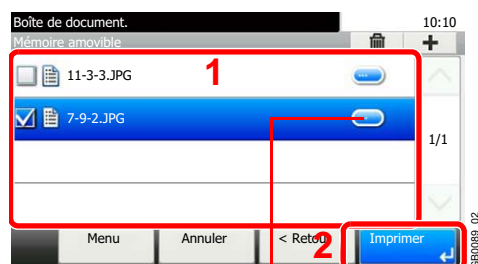 Boîte de document. 10:10
Mémoire amovible
11-3-3.JPG 1
7-9-2.JPG
1/1
Menu Annuler < Retour 2 Imprimer
GB0089_02